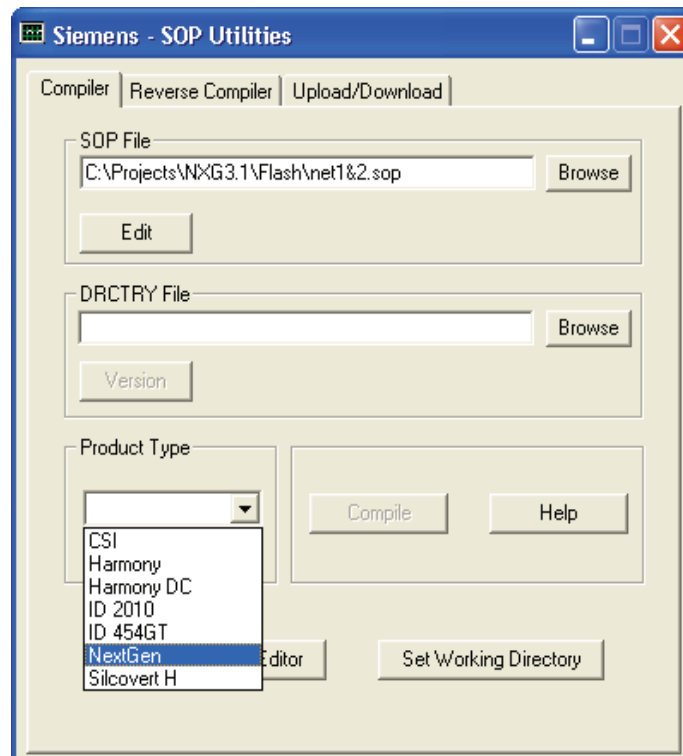 Siemens - SOP Utilities
Compiler Reverse Compiler Upload/Download
SOP File
C:\Projects\NXG3.1\Flash\net1&2.sop Browse
Edit
DRCTRY File
Browse
Version
Product Type
Compile Help
CSI
Harmony
Harmony DC
ID 2010
ID 454GT
NextGen
Silcovert H
Editor Set Working Directory